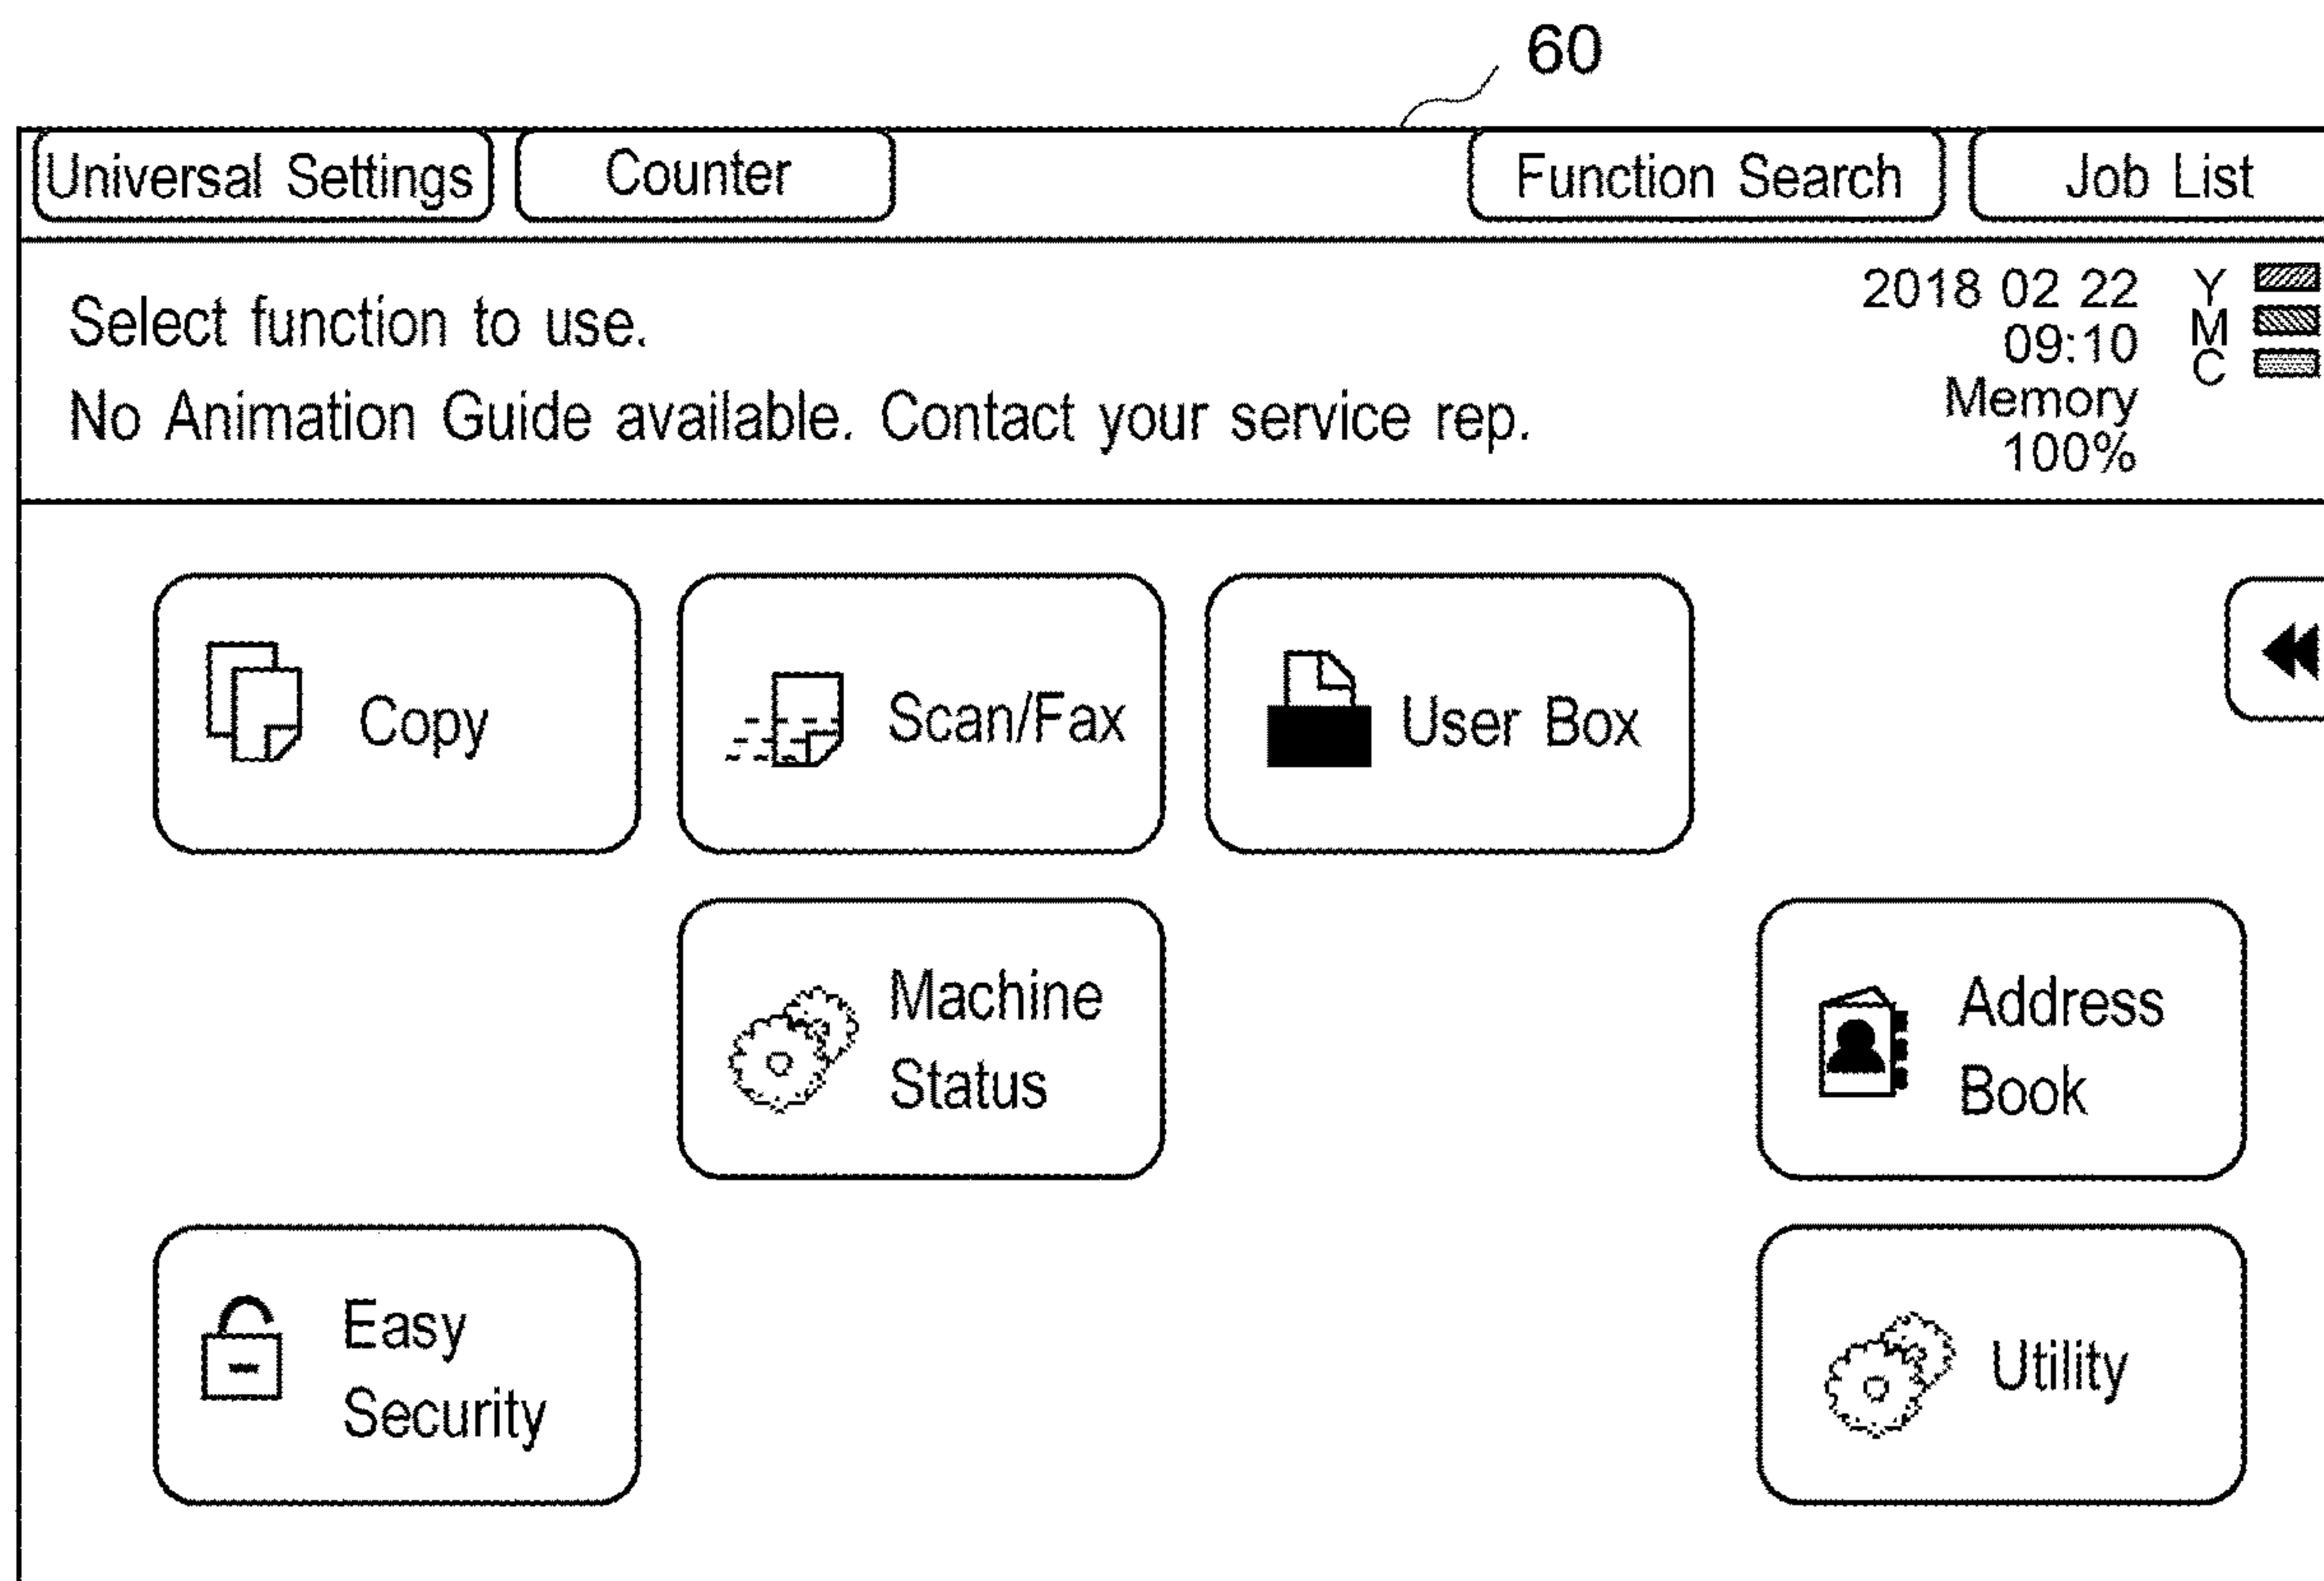 60
Universal Settings Counter Function Search Job List
Select function to use.
No Animation Guide available. Contact your service rep.
2018 02 22
09:10
Memory
100%
Y
M
C
Copy
Scan/Fax
User Box
Machine
Status
Address
Book
Easy
Security
Utility